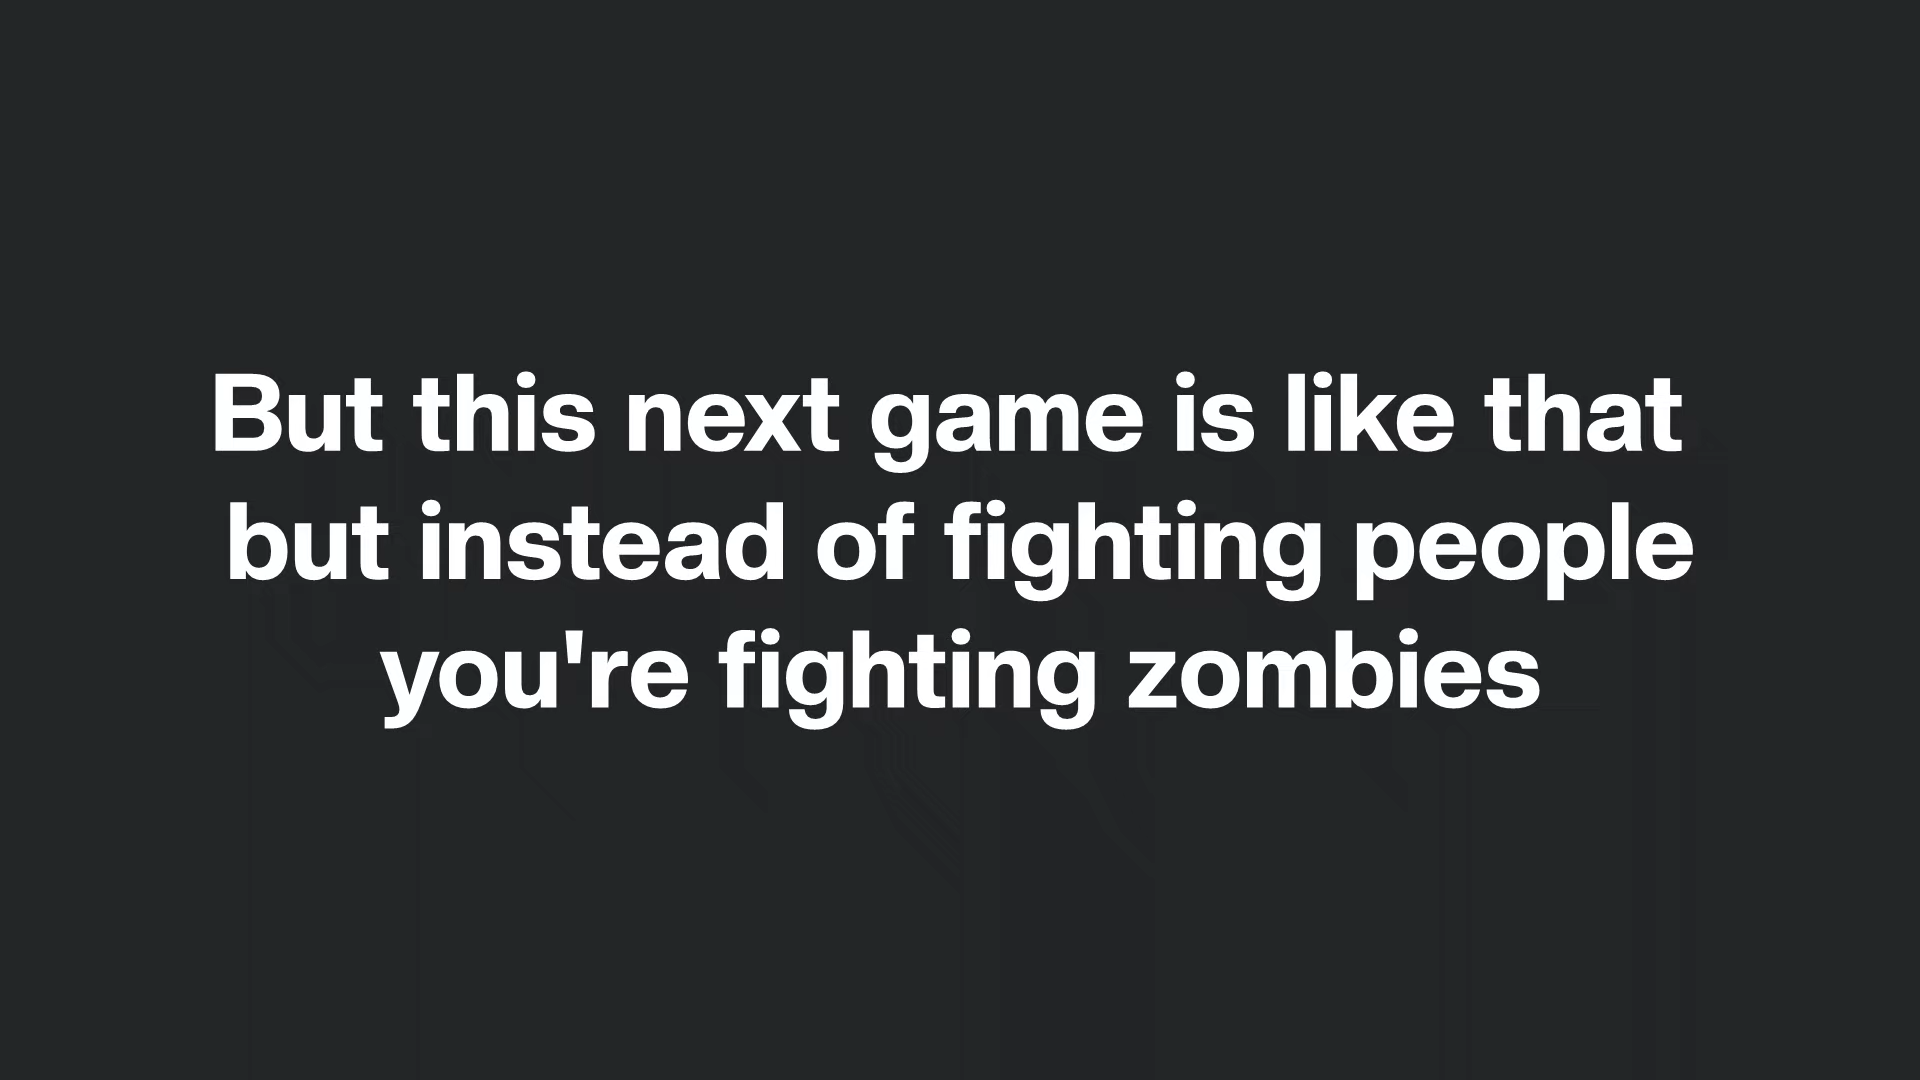 But this next game is like that
but instead of fighting people
you're fighting zombies